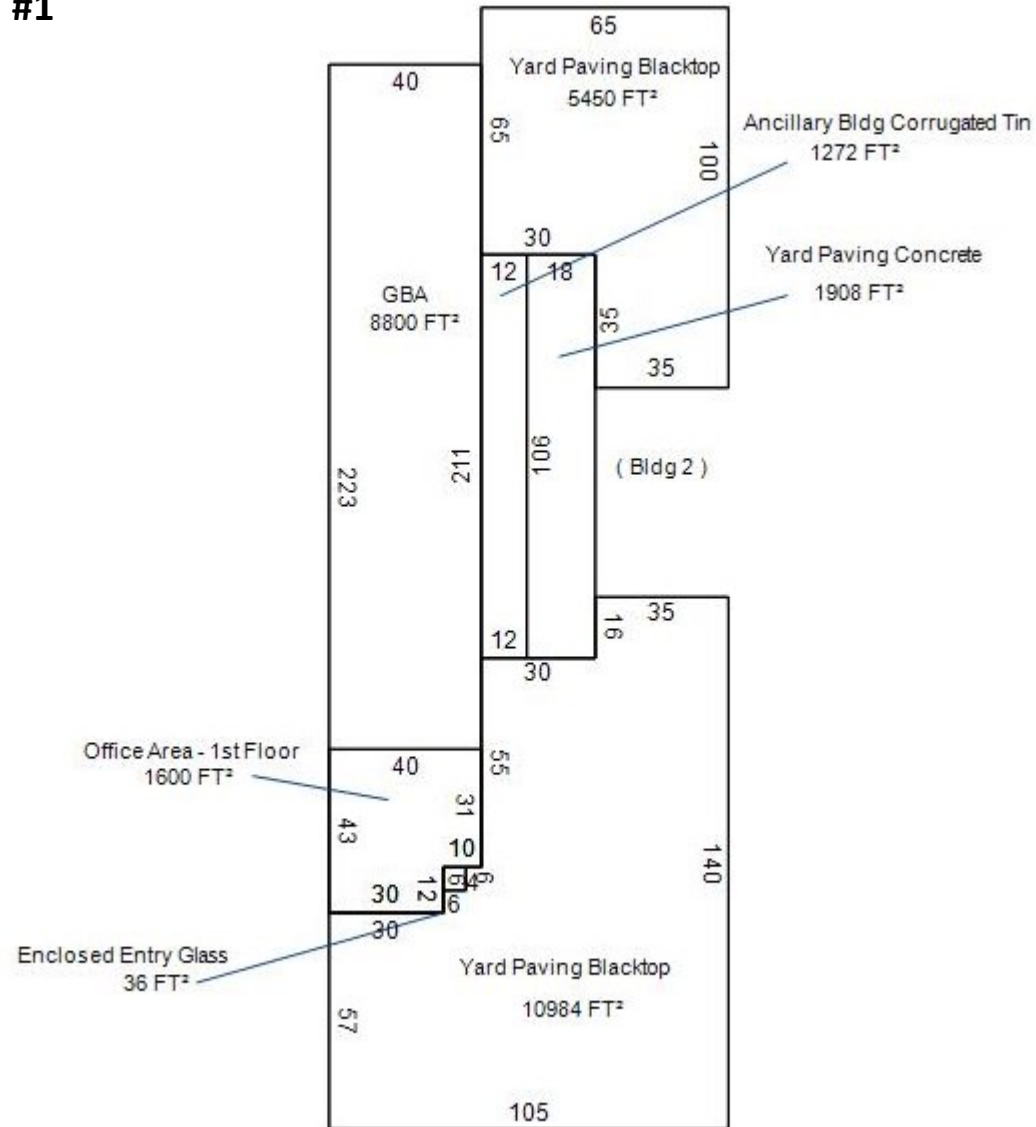 #1
65
40
Yard Paving Blacktop
5450 FT²
65
100
Ancillary Bldg Corrugated Tin
1272 FT²
30
12
18
Yard Paving Concrete
1908 FT²
GBA
8800 FT²
35
35
223
211
106
( Bldg 2 )
12
30
16
35
Office Area - 1st Floor
1600 FT²
40
55
31
43
10
140
12
6
4
6
30
6
30
Enclosed Entry Glass
36 FT²
Yard Paving Blacktop
10984 FT²
57
105